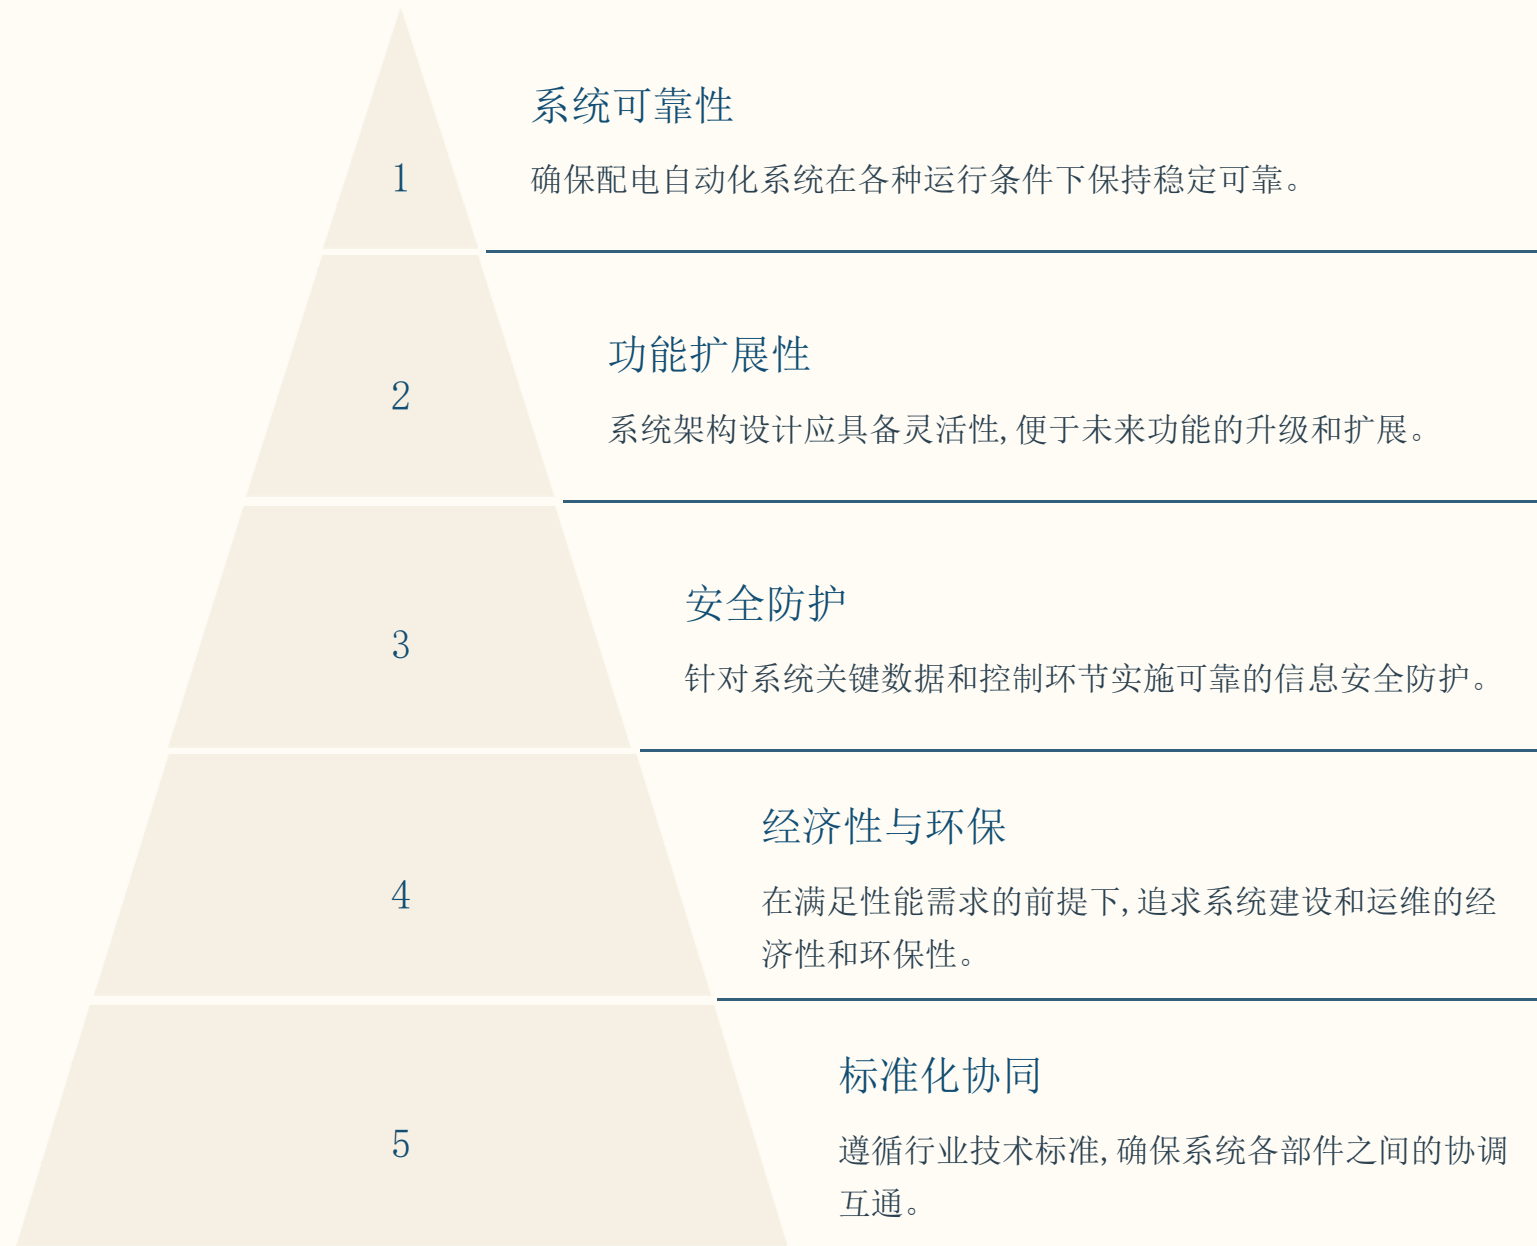 1
系统可靠性
确保配电自动化系统在各种运行条件下保持稳定可靠。
2
功能扩展性
系统架构设计应具备灵活性, 便于未来功能的升级和扩展。
3
安全防护
针对系统关键数据和控制环节实施可靠的信息安全防护。
4
经济性与环保
在满足性能需求的前提下, 追求系统建设和运维的经
济性和环保性。
5
标准化协同
遵循行业技术标准, 确保系统各部件之间的协调
互通。